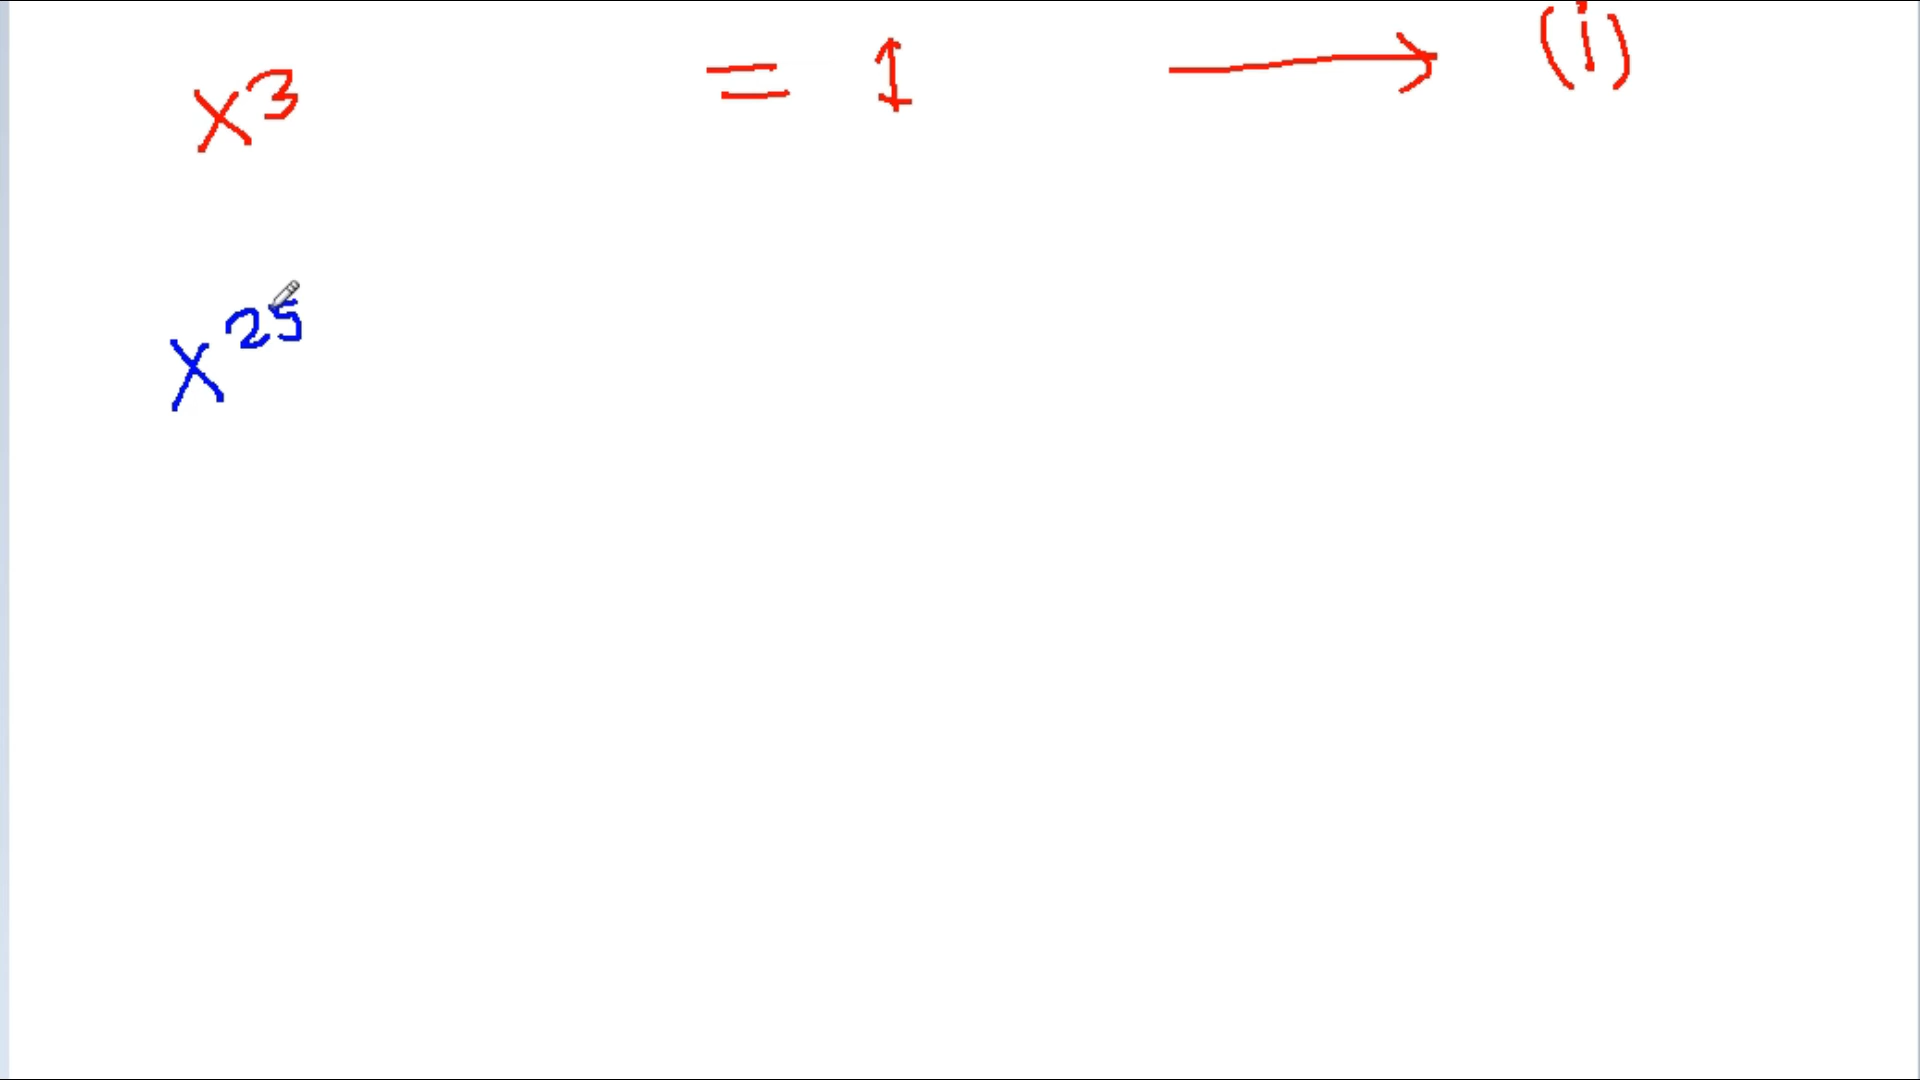 x³ = 1 → (i)
x²⁵